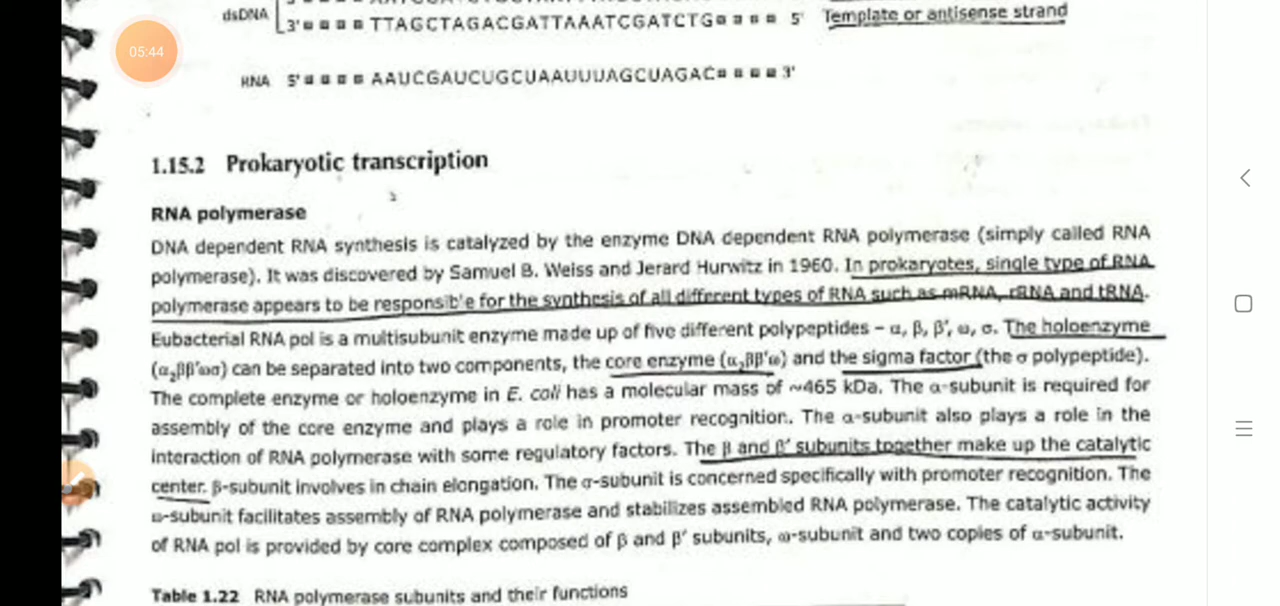 05:44
dsDNA
3' TTAGCTAGACGATTAAATCGATCTG 5' Template or antisense strand
RNA 5' AAUCGAUCUGCUAAUUUAGCUAGAC 3'
1.15.2 Prokaryotic transcription
RNA polymerase
DNA dependent RNA synthesis is catalyzed by the enzyme DNA dependent RNA polymerase (simply called RNA
polymerase). It was discovered by Samuel B. Weiss and Jerard Hurwitz in 1960. In prokaryotes, single type of RNA
polymerase appears to be responsible for the synthesis of all different types of RNA such as mRNA, rRNA and tRNA.
Eubacterial RNA pol is a multisubunit enzyme made up of five different polypeptides – α, β, β', ω, σ. The holoenzyme
(α₂ββ'ωσ) can be separated into two components, the core enzyme (α₂ββ'ω) and the sigma factor (the σ polypeptide).
The complete enzyme or holoenzyme in E. coli has a molecular mass of ~465 kDa. The α-subunit is required for
assembly of the core enzyme and plays a role in promoter recognition. The α-subunit also plays a role in the
interaction of RNA polymerase with some regulatory factors. The β and β' subunits together make up the catalytic
center. β-subunit involves in chain elongation. The σ-subunit is concerned specifically with promoter recognition. The
ω-subunit facilitates assembly of RNA polymerase and stabilizes assembled RNA polymerase. The catalytic activity
of RNA pol is provided by core complex composed of β and β' subunits, ω-subunit and two copies of α-subunit.
Table 1.22 RNA polymerase subunits and their functions